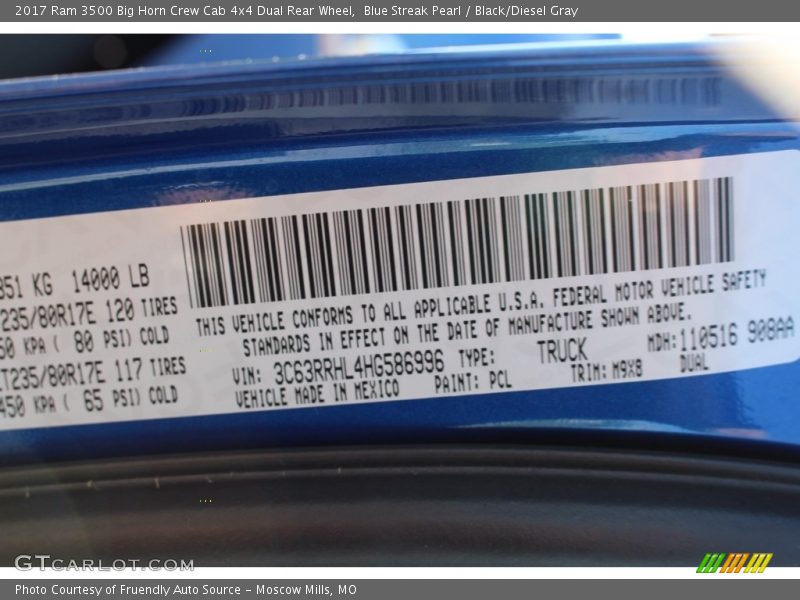 2017 Ram 3500 Big Horn Crew Cab 4x4 Dual Rear Wheel, Blue Streak Pearl / Black/Diesel Gray
351 KG 14000 LB
235/80R17E 120 TIRES
50 KPA ( 80 PSI) COLD
LT235/80R17E 117 TIRES
450 KPA ( 65 PSI) COLD
THIS VEHICLE CONFORMS TO ALL APPLICABLE U.S.A. FEDERAL MOTOR VEHICLE SAFETY
STANDARDS IN EFFECT ON THE DATE OF MANUFACTURE SHOWN ABOVE.
VIN: 3C63RRHL4HG586996 TYPE: TRUCK MDH: 110516 908AA
VEHICLE MADE IN MEXICO PAINT: PCL TRIM: M9X8 DUAL
GTCARLOT.COM
Photo Courtesy of Fruendly Auto Source - Moscow Mills, MO